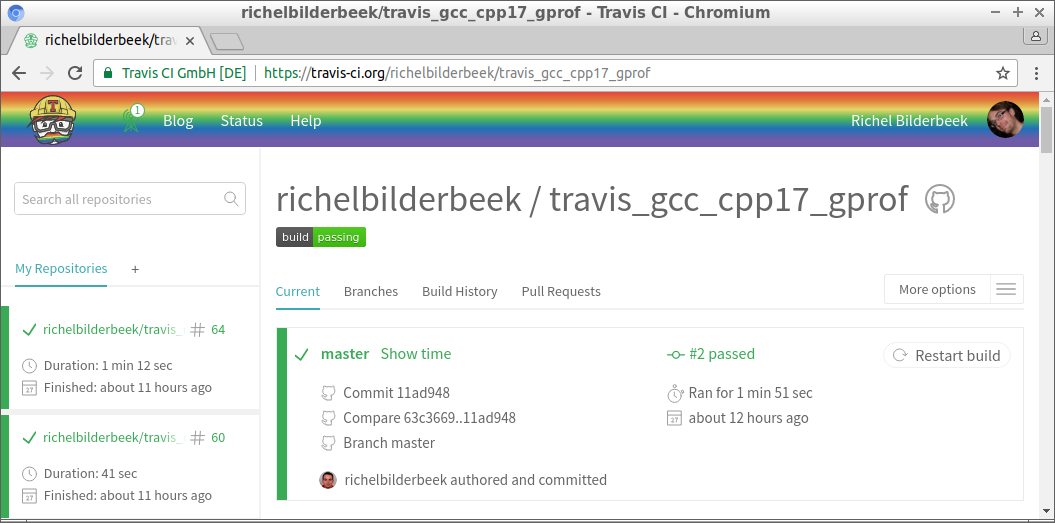 richelbilderbeek/travis_gcc_cpp17_gprof - Travis CI - Chromium
richelbilderbeek/trav
Travis CI GmbH [DE] https://travis-ci.org/richelbilderbeek/travis_gcc_cpp17_gprof
T 1 Blog Status Help Richel Bilderbeek
Search all repositories
richelbilderbeek / travis_gcc_cpp17_gprof
build passing
My Repositories +
Current Branches Build History Pull Requests More options
richelbilderbeek/travis_ # 64
Duration: 1 min 12 sec
27 Finished: about 11 hours ago
richelbilderbeek/travis_ # 60
Duration: 41 sec
27 Finished: about 11 hours ago
master Show time #2 passed Restart build
Commit 11ad948 Ran for 1 min 51 sec
Compare 63c3669..11ad948 27 about 12 hours ago
Branch master
richelbilderbeek authored and committed